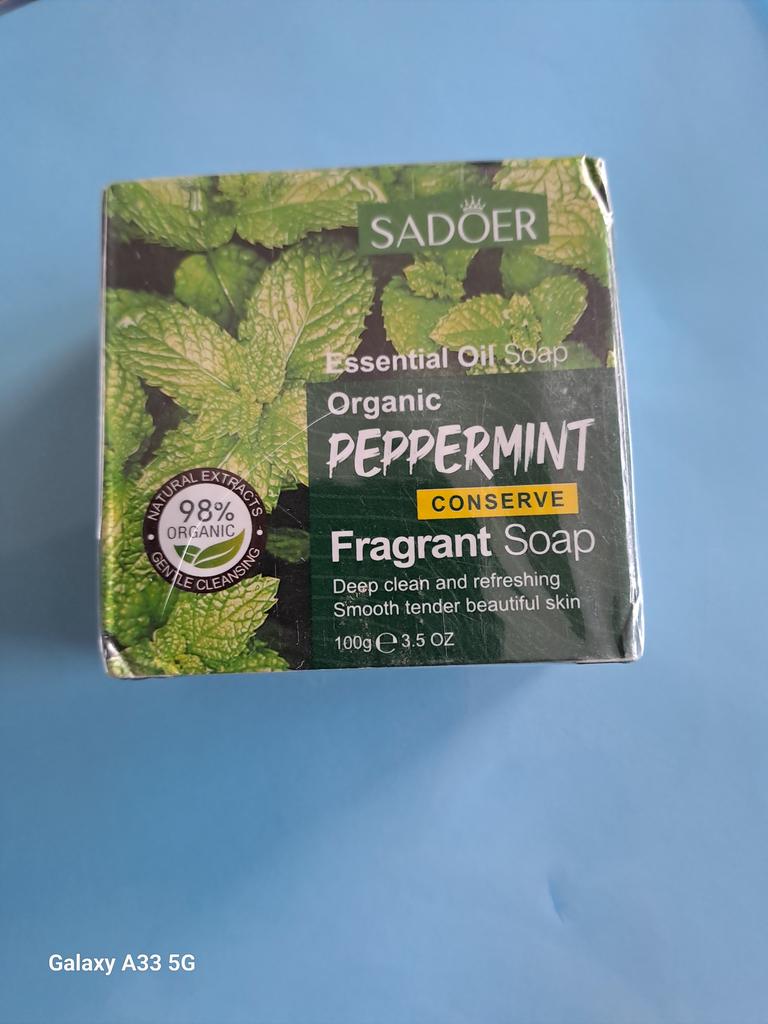 SADOER
Essential Oil Soap
Organic
PEPPERMINT
CONSERVE
Fragrant Soap
Deep clean and refreshing
Smooth tender beautiful skin
100g℮3.5 OZ
NATURAL EXTRACTS
98%
ORGANIC
GENTLE CLEANSING
Galaxy A33 5G